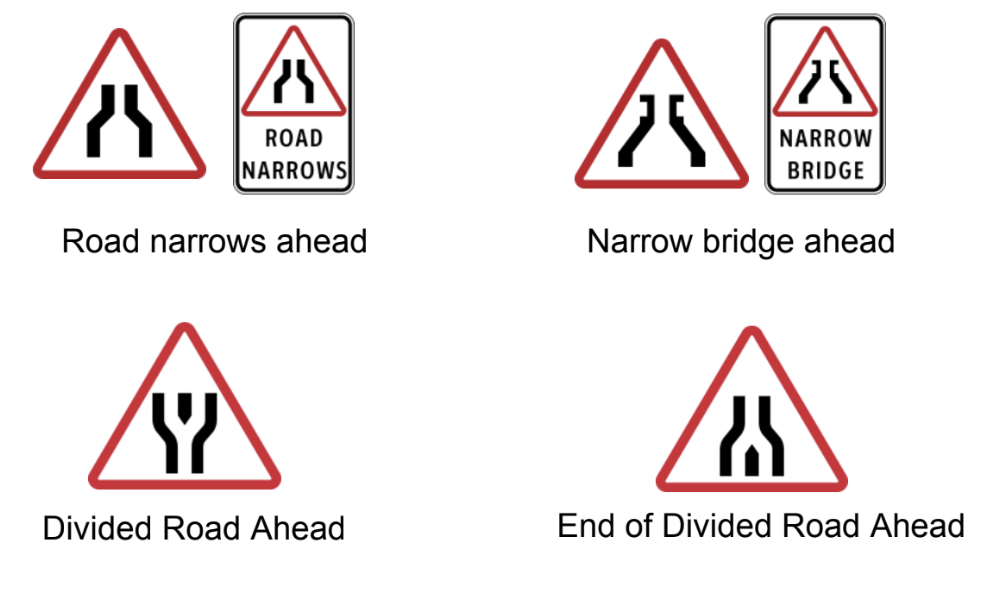 ROAD
NARROWS
NARROW
BRIDGE
Road narrows ahead
Narrow bridge ahead
Divided Road Ahead
End of Divided Road Ahead